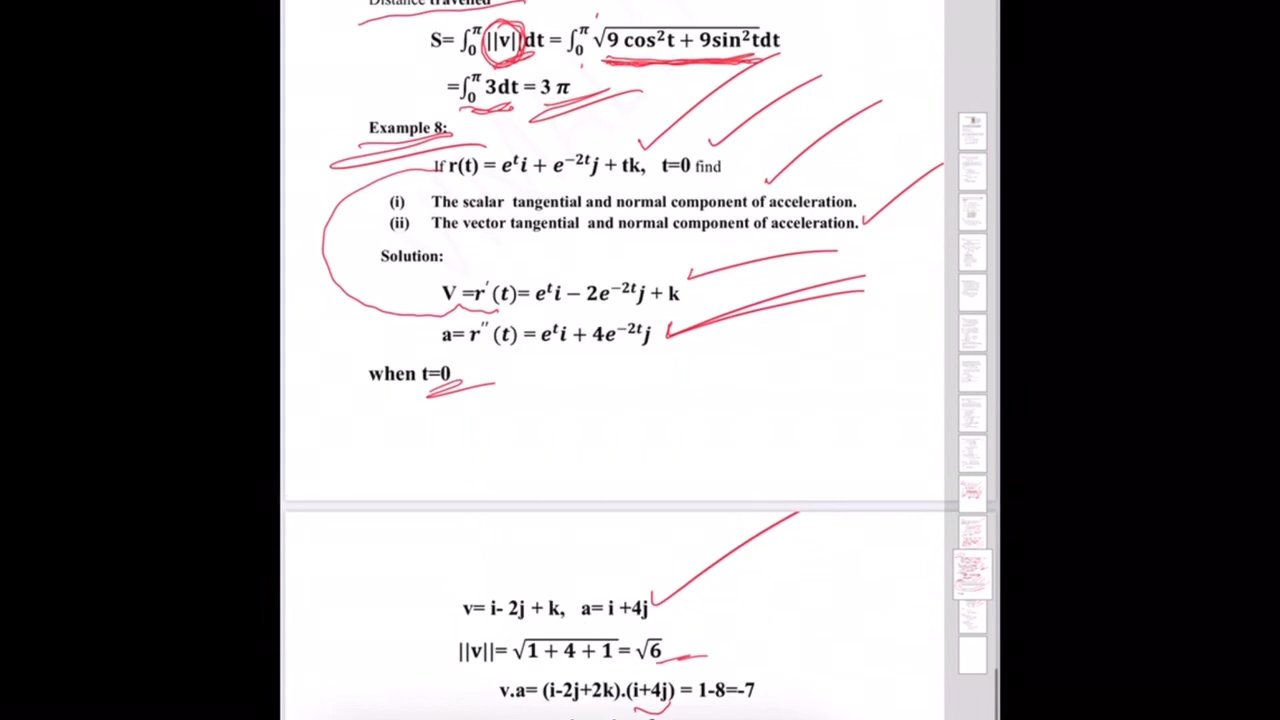 Distance travelled
S= ∫₀^π ||v||dt = ∫₀^π √9 cos²t + 9sin²tdt
=∫₀^π 3dt = 3 π
Example 8:
If r(t) = eᵗi + e⁻²ᵗj + tk, t=0 find
(i) The scalar tangential and normal component of acceleration.
(ii) The vector tangential and normal component of acceleration.
Solution:
V =r′(t)= eᵗi − 2e⁻²ᵗj + k
a= r″(t) = eᵗi + 4e⁻²ᵗj
when t=0
v= i- 2j + k, a= i +4j
||v||= √1 + 4 + 1= √6
v.a= (i-2j+2k).(i+4j) = 1-8=-7